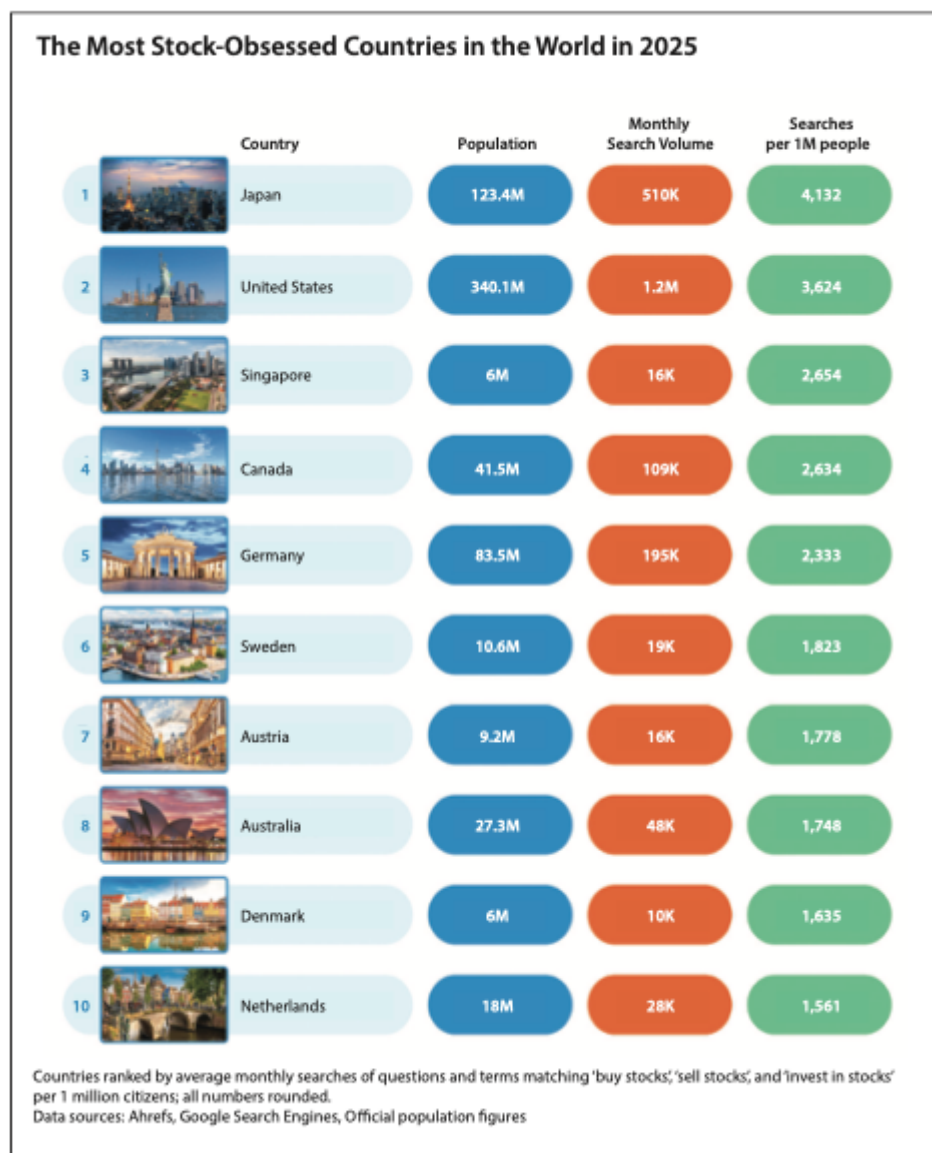 The Most Stock-Obsessed Countries in the World in 2025
Country Population Monthly Search Volume Searches per 1M people
1 Japan 123.4M 510K 4,132
2 United States 340.1M 1.2M 3,624
3 Singapore 6M 16K 2,654
4 Canada 41.5M 109K 2,634
5 Germany 83.5M 195K 2,333
6 Sweden 10.6M 19K 1,823
7 Austria 9.2M 16K 1,778
8 Australia 27.3M 48K 1,748
9 Denmark 6M 10K 1,635
10 Netherlands 18M 28K 1,561
Countries ranked by average monthly searches of questions and terms matching ‘buy stocks’, ‘sell stocks’, and ‘invest in stocks’
per 1 million citizens; all numbers rounded.
Data sources: Ahrefs, Google Search Engines, Official population figures